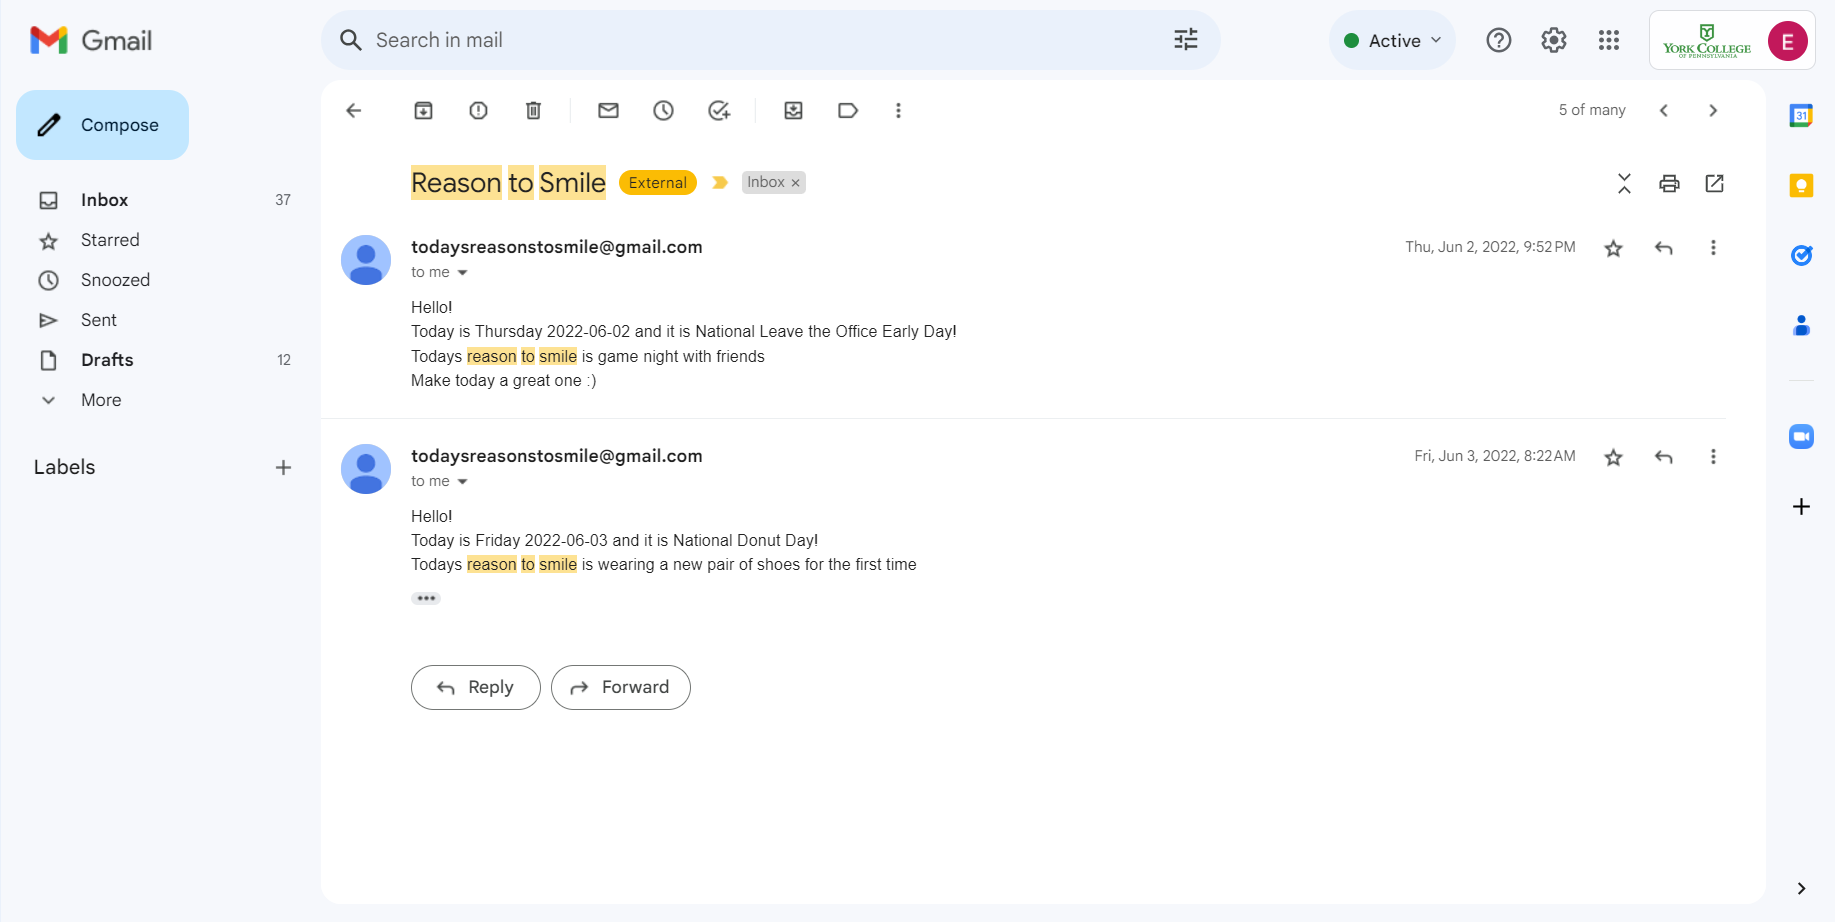 Gmail
Search in mail
Active
YORK COLLEGE
OF PENNSYLVANIA
E
Compose
5 of many
31
Reason to Smile External Inbox ×
Inbox 37
Starred
Snoozed
Sent
Drafts 12
More
Labels
todaysreasonstosmile@gmail.com Thu, Jun 2, 2022, 9:52 PM
to me
Hello!
Today is Thursday 2022-06-02 and it is National Leave the Office Early Day!
Todays reason to smile is game night with friends
Make today a great one :)
todaysreasonstosmile@gmail.com Fri, Jun 3, 2022, 8:22 AM
to me
Hello!
Today is Friday 2022-06-03 and it is National Donut Day!
Todays reason to smile is wearing a new pair of shoes for the first time
Reply Forward